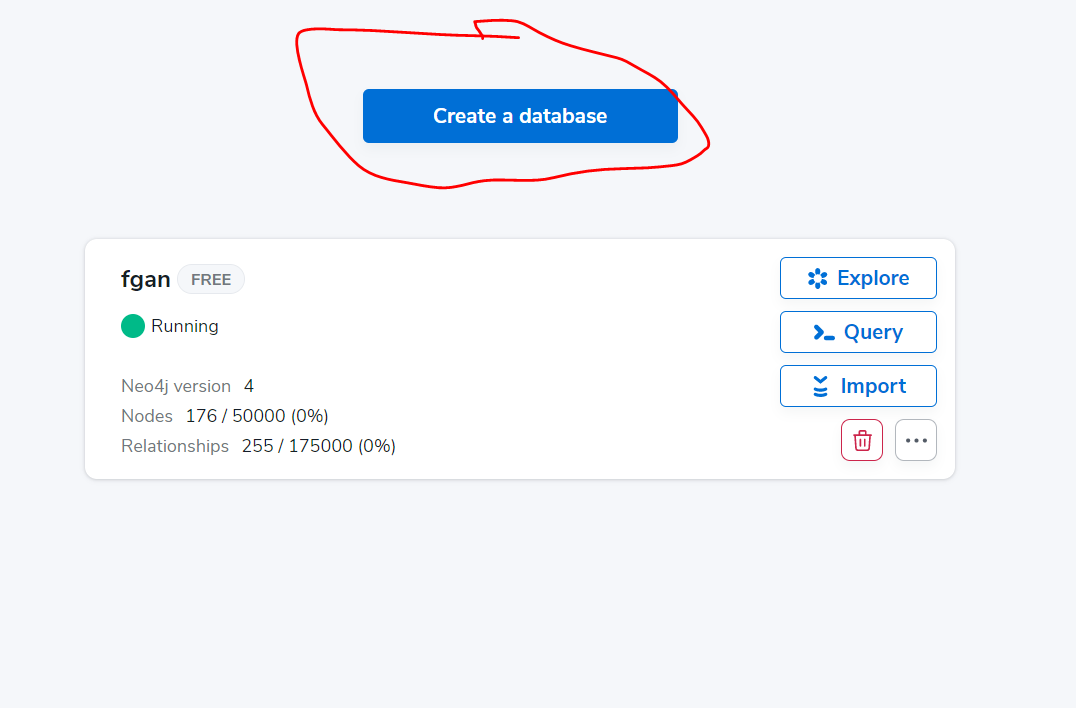 Create a database
fgan FREE
Explore
Running
Query
Neo4j version 4
Import
Nodes 176 / 50000 (0%)
Relationships 255 / 175000 (0%)